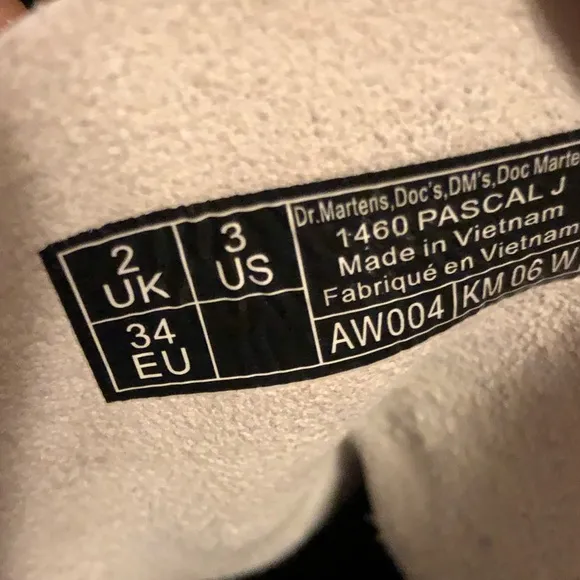 2
UK
3
US
34
EU
Dr.Martens,Doc's,DM's,Doc Marte
1460 PASCAL J
Made in Vietnam
Fabriqué en Vietnam
AW004
KM 06 W